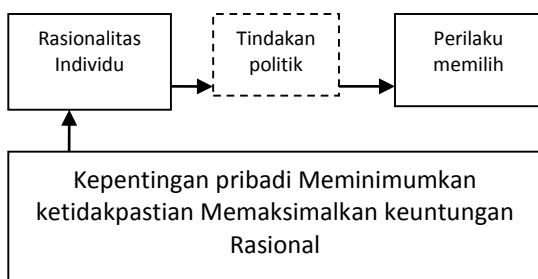 Rasionalitas
Individu
Tindakan
politik
Perilaku
memilih
Kepentingan pribadi Meminimumkan
ketidakpastian Memaksimalkan keuntungan
Rasional